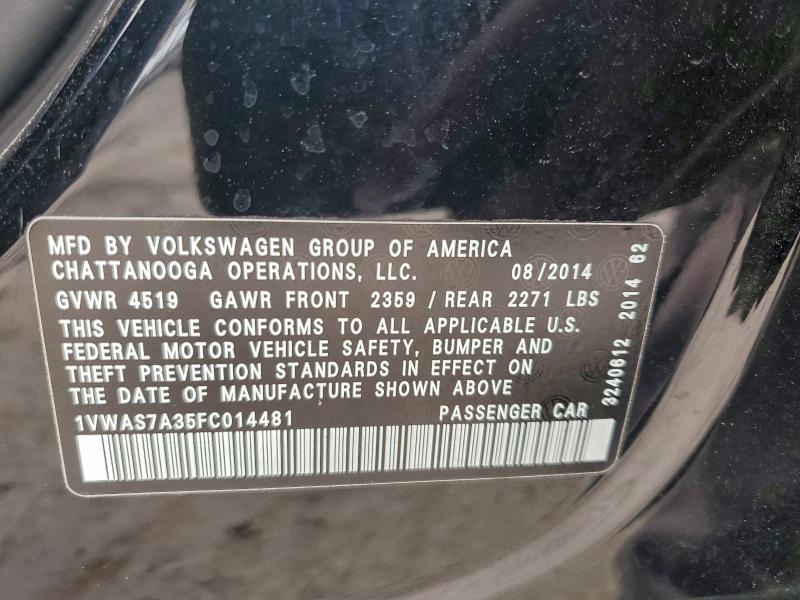 MFD BY VOLKSWAGEN GROUP OF AMERICA
CHATTANOOGA OPERATIONS, LLC. 08/2014
GVWR 4519 GAWR FRONT 2359 / REAR 2271 LBS
THIS VEHICLE CONFORMS TO ALL APPLICABLE U.S.
FEDERAL MOTOR VEHICLE SAFETY, BUMPER AND
THEFT PREVENTION STANDARDS IN EFFECT ON
THE DATE OF MANUFACTURE SHOWN ABOVE
1VWAS7A35FC014481 PASSENGER CAR
3240612 2014 62